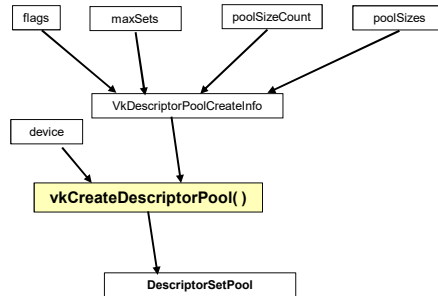 flags
maxSets
poolSizeCount
poolSizes
VkDescriptorPoolCreateInfo
device
vkCreateDescriptorPool( )
DescriptorSetPool